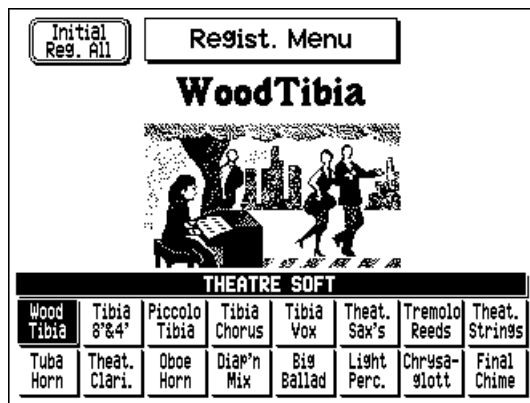 Initial
Reg. All
Regist. Menu
WoodTibia
THEATRE SOFT
Wood Tibia
Tibia 8'&4'
Piccolo Tibia
Tibia Chorus
Tibia Vox
Theat. Sax's
Tremolo Reeds
Theat. Strings
Tuba Horn
Theat. Clari.
Oboe Horn
Diap'n Mix
Big Ballad
Light Perc.
Chrysa-glott
Final Chime